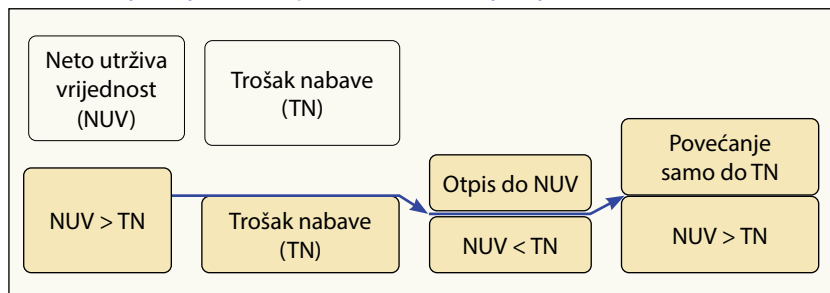 Neto utrživa
vrijednost
(NUV)
Trošak nabave
(TN)
NUV > TN
Trošak nabave
(TN)
Otpis do NUV
NUV < TN
Povećanje
samo do TN
NUV > TN